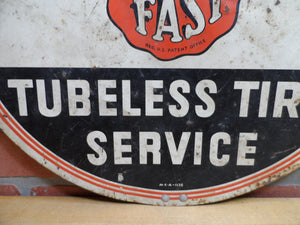 FAST
REG. U.S. PATENT OFFICE
TUBELESS TIR
SERVICE